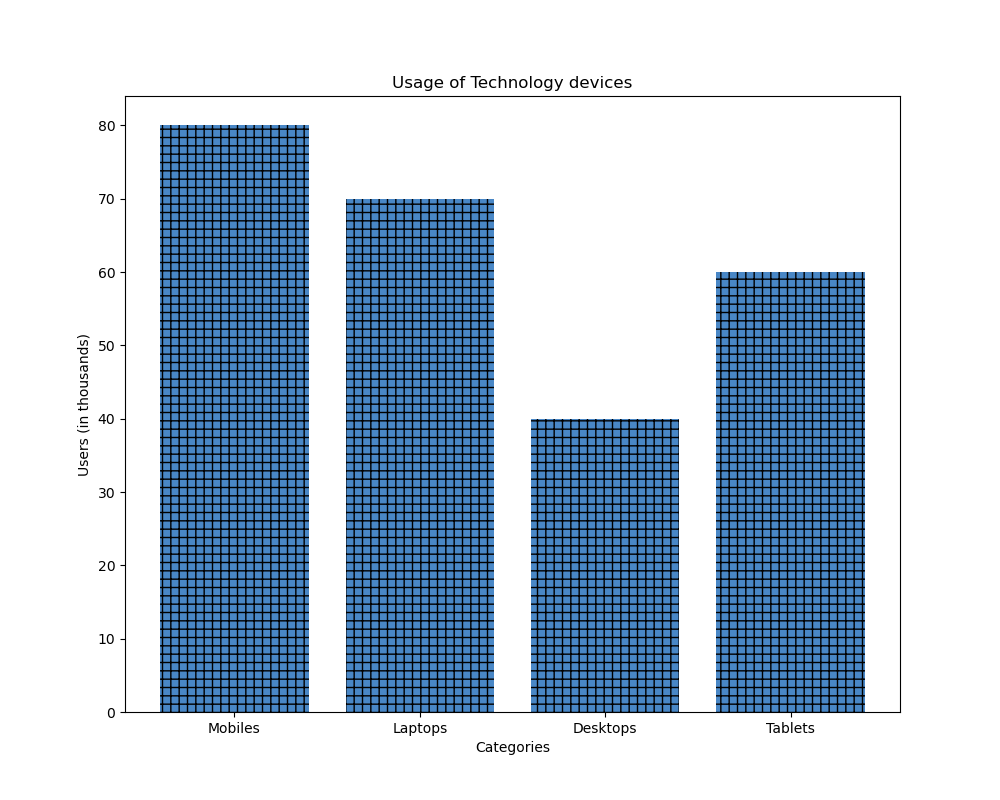 Usage of Technology devices
80
70
60
50
40
30
20
10
0
Users (in thousands)
Mobiles Laptops Desktops Tablets
Categories